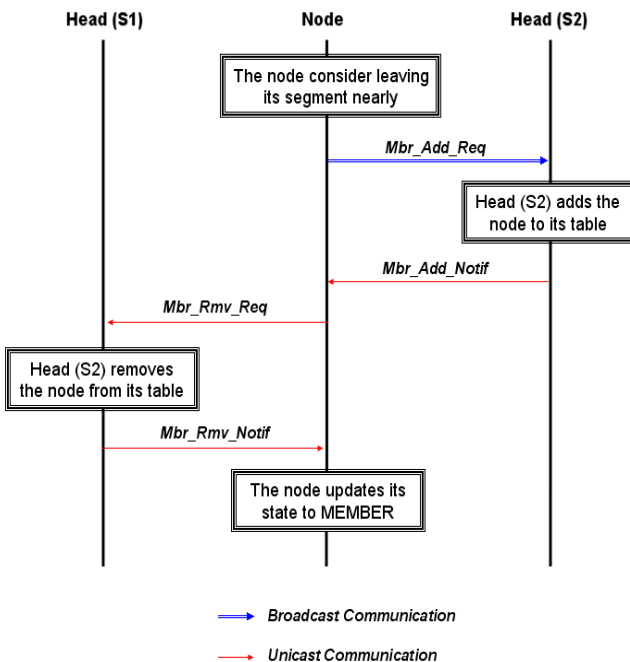 Head (S1)
Node
Head (S2)
The node consider leaving
its segment nearly
Mbr_Add_Req
Head (S2) adds the
node to its table
Mbr_Add_Notif
Mbr_Rmv_Req
Head (S2) removes
the node from its table
Mbr_Rmv_Notif
The node updates its
state to MEMBER
Broadcast Communication
Unicast Communication